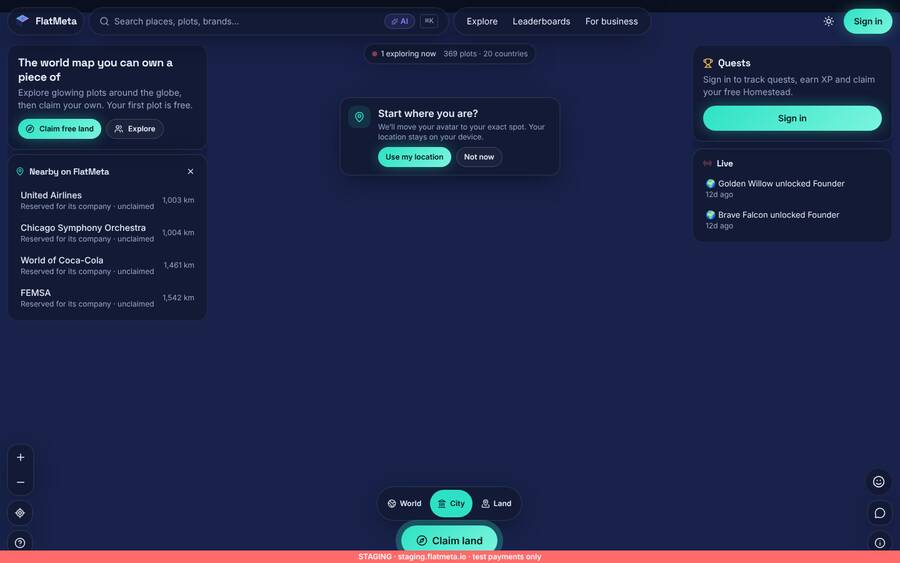 FlatMeta
Search places, plots, brands...
AI
⌘K
Explore
Leaderboards
For business
Sign in
The world map you can own a
piece of
Explore glowing plots around the globe,
then claim your own. Your first plot is free.
Claim free land
Explore
Nearby on FlatMeta
United Airlines
Reserved for its company · unclaimed
1,003 km
Chicago Symphony Orchestra
Reserved for its company · unclaimed
1,004 km
World of Coca-Cola
Reserved for its company · unclaimed
1,461 km
FEMSA
Reserved for its company · unclaimed
1,542 km
1 exploring now 369 plots · 20 countries
Start where you are?
We'll move your avatar to your exact spot. Your
location stays on your device.
Use my location
Not now
Quests
Sign in to track quests, earn XP and claim
your free Homestead.
Sign in
Live
Golden Willow unlocked Founder
12d ago
Brave Falcon unlocked Founder
12d ago
World
City
Land
Claim land
STAGING · staging.flatmeta.io · test payments only